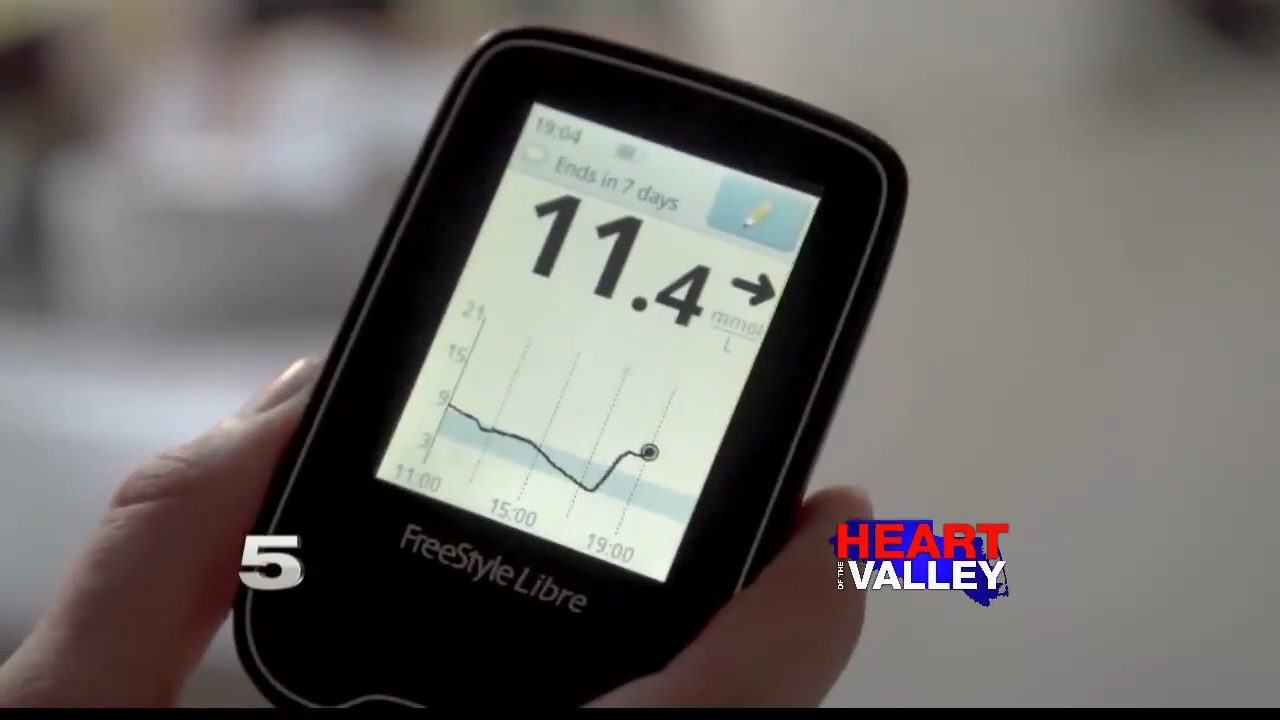 19:04
Ends in 7 days
11.4
mmol
L
21
15
9
3
11:00
15:00
19:00
FreeStyle Libre
5
HEART
OF THE
VALLEY